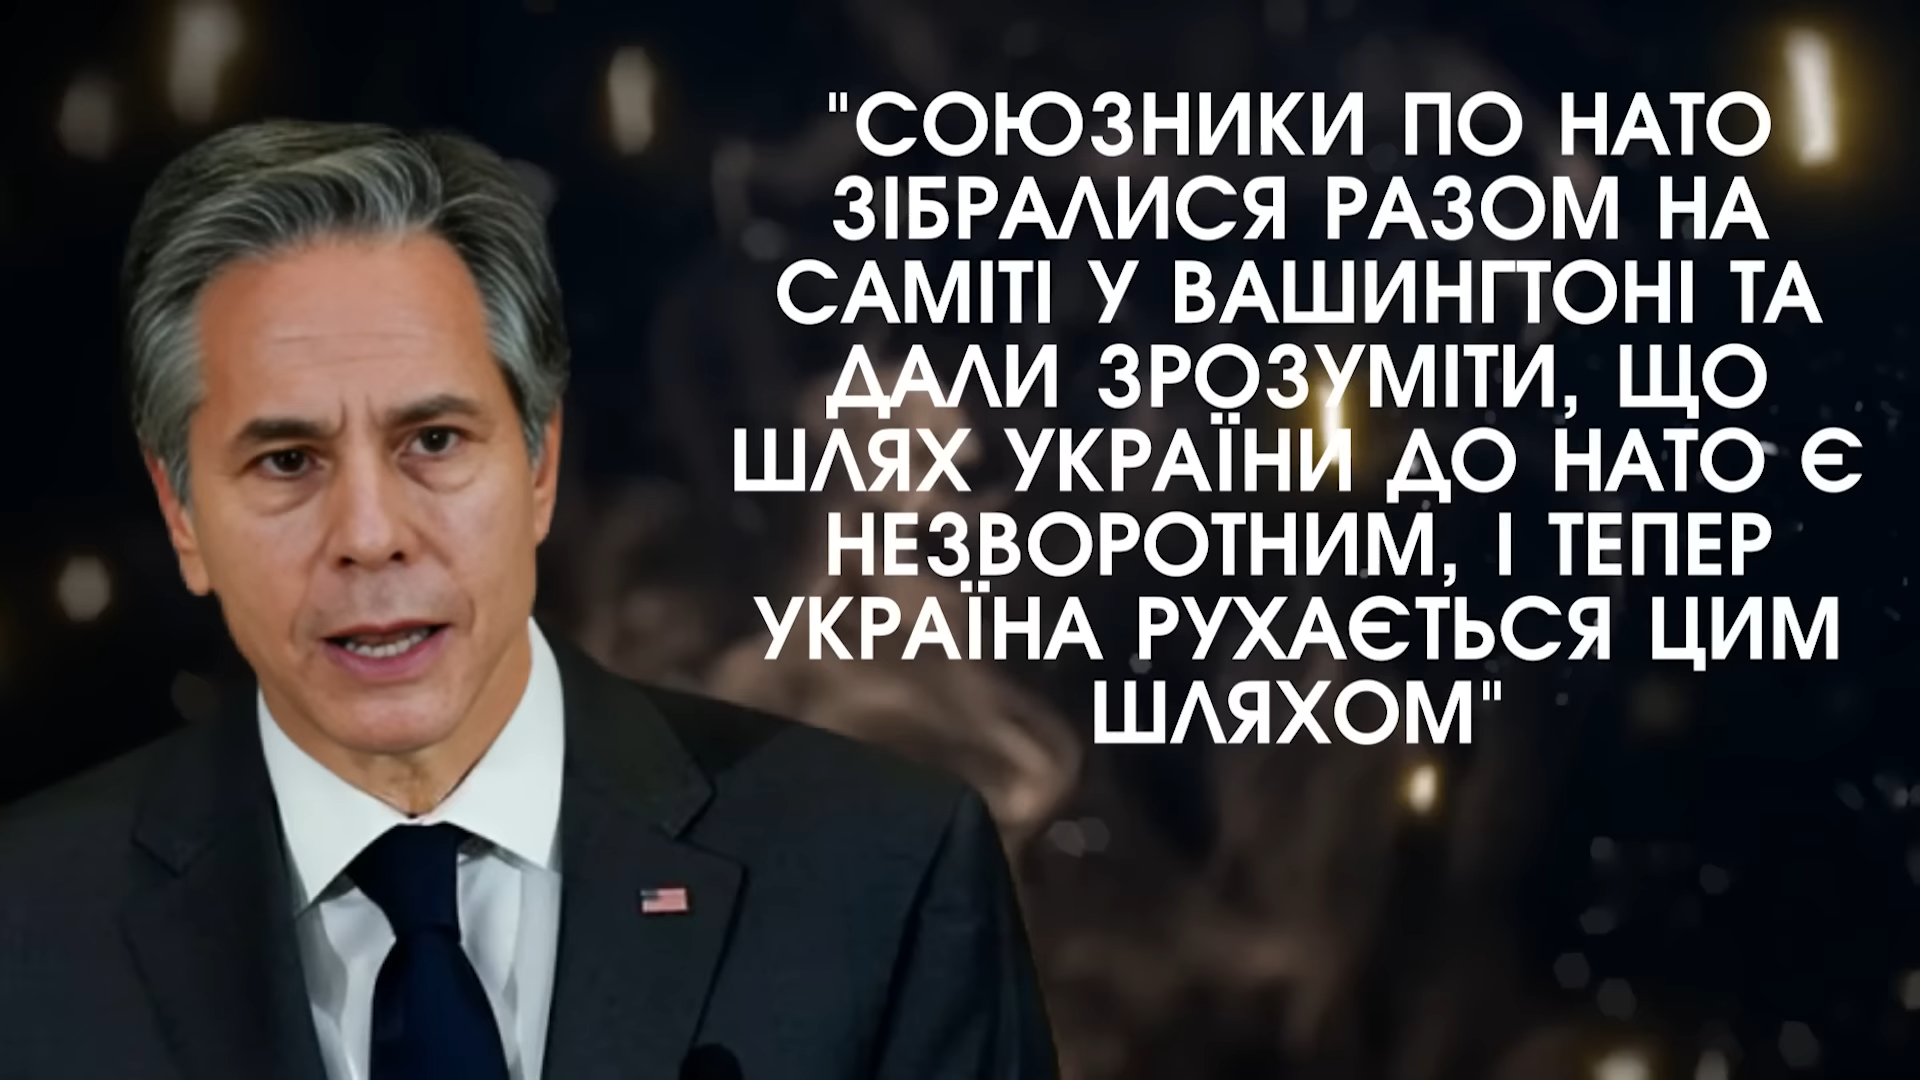 "СОЮЗНИКИ ПО НАТО
ЗІБРАЛИСЯ РАЗОМ НА
САМІТІ У ВАШИНГТОНІ ТА
ДАЛИ ЗРОЗУМІТИ, ЩО
ШЛЯХ УКРАЇНИ ДО НАТО Є
НЕЗВОРОТНИМ, І ТЕПЕР
УКРАЇНА РУХАЄТЬСЯ ЦИМ
ШЛЯХОМ"